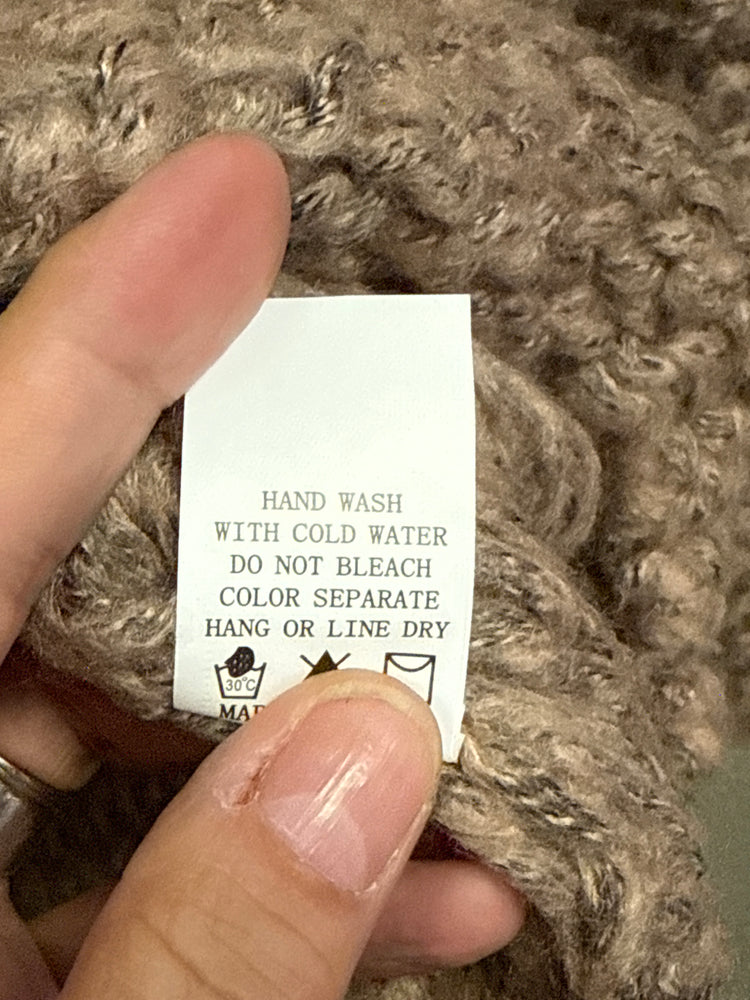 HAND WASH
WITH COLD WATER
DO NOT BLEACH
COLOR SEPARATE
HANG OR LINE DRY
30°C